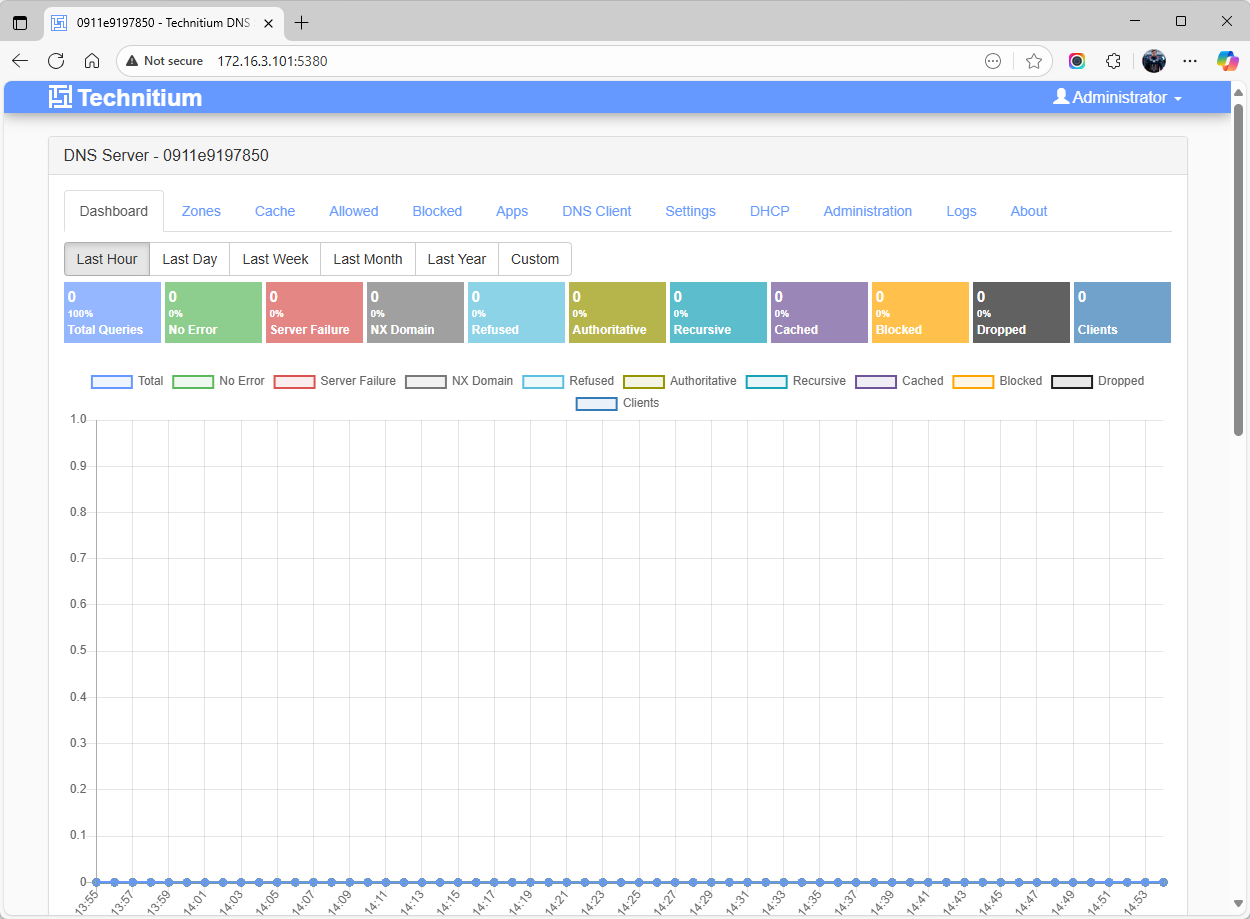 0911e9197850 - Technitium DNS
Not secure 172.16.3.101:5380
Technitium Administrator
DNS Server - 0911e9197850
Dashboard Zones Cache Allowed Blocked Apps DNS Client Settings DHCP Administration Logs About
Last Hour Last Day Last Week Last Month Last Year Custom
0 0 0 0 0 0 0 0 0 0 0
100% 0% 0% 0% 0% 0% 0% 0% 0% 0%
Total Queries No Error Server Failure NX Domain Refused Authoritative Recursive Cached Blocked Dropped Clients
Total No Error Server Failure NX Domain Refused Authoritative Recursive Cached Blocked Dropped
Clients
1.0
0.9
0.8
0.7
0.6
0.5
0.4
0.3
0.2
0.1
0
13:55 13:57 13:59 14:01 14:03 14:05 14:07 14:09 14:11 14:13 14:15 14:17 14:19 14:21 14:23 14:25 14:27 14:29 14:31 14:33 14:35 14:37 14:39 14:41 14:43 14:45 14:47 14:49 14:51 14:53